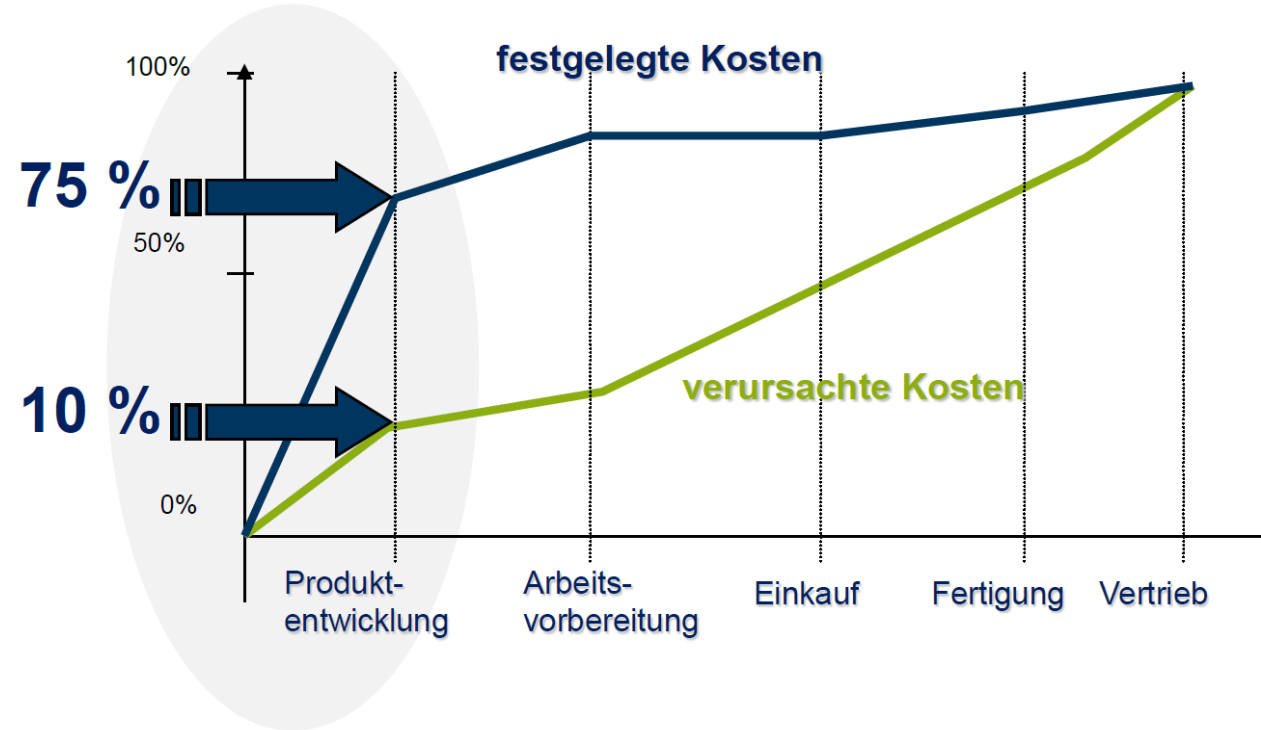 festgelegte Kosten
100%
75 %
50%
verursachte Kosten
10 %
0%
Produkt-
entwicklung
Arbeits-
vorbereitung
Einkauf
Fertigung
Vertrieb